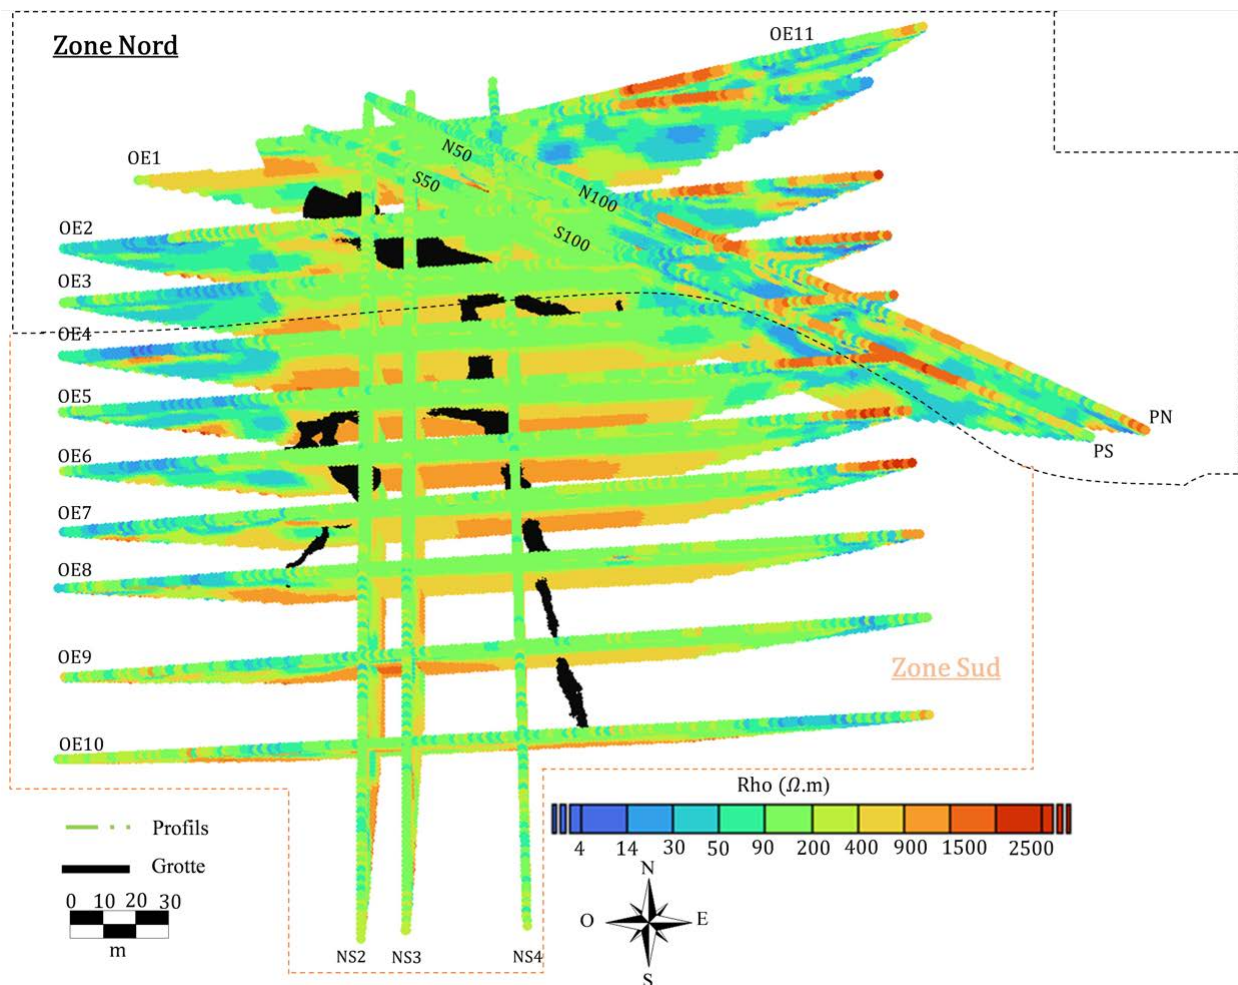 Zone Nord
OE11
OE1
N50
S50
N100
S100
OE2
OE3
OE4
OE5
OE6
OE7
OE8
OE9
OE10
PN
PS
Zone Sud
Rho (Ω.m)
4 14 30 50 90 200 400 900 1500 2500
Profils
Grotte
0 10 20 30
m
N
O E
S
NS2 NS3 NS4